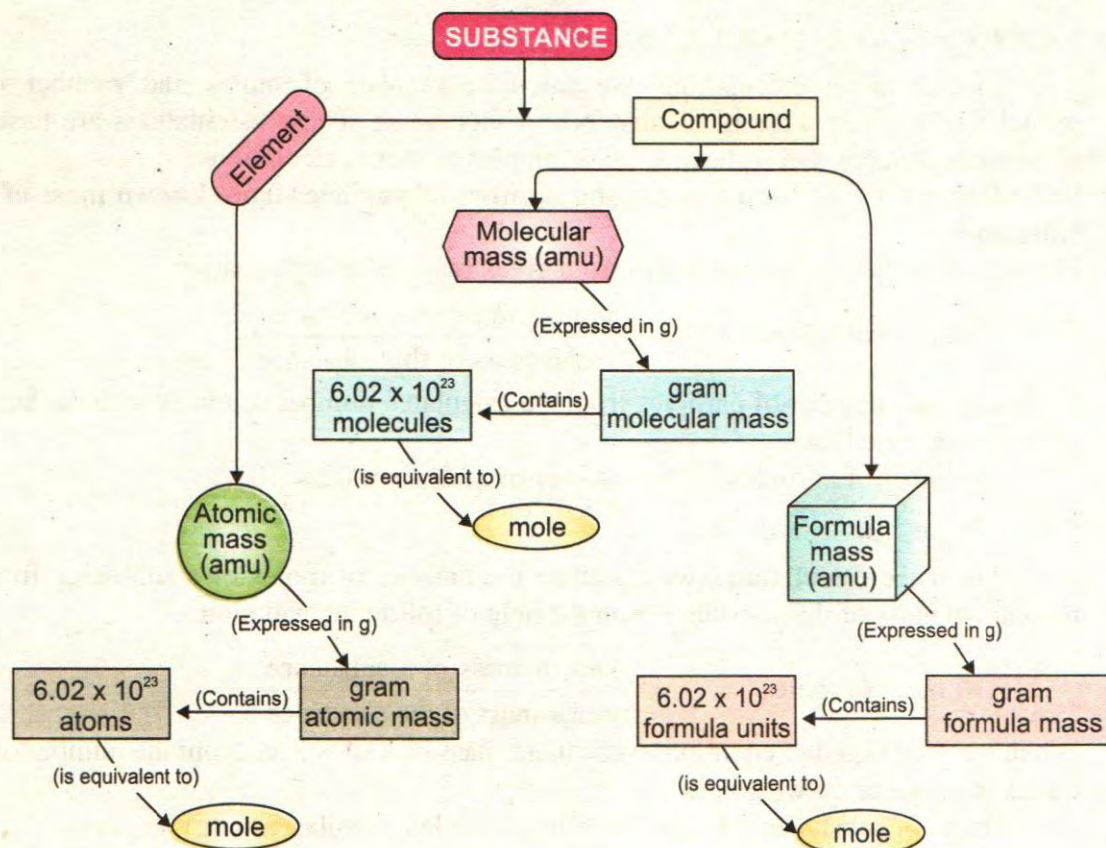 SUBSTANCE
Element
Compound
Molecular
mass (amu)
(Expressed in g)
6.02 x 10²³
molecules
(Contains)
gram
molecular mass
(is equivalent to)
mole
Atomic
mass
(amu)
Formula
mass
(amu)
(Expressed in g)
(Expressed in g)
6.02 x 10²³
atoms
(Contains)
gram
atomic mass
6.02 x 10²³
formula units
(Contains)
gram
formula mass
(is equivalent to)
mole
(is equivalent to)
mole